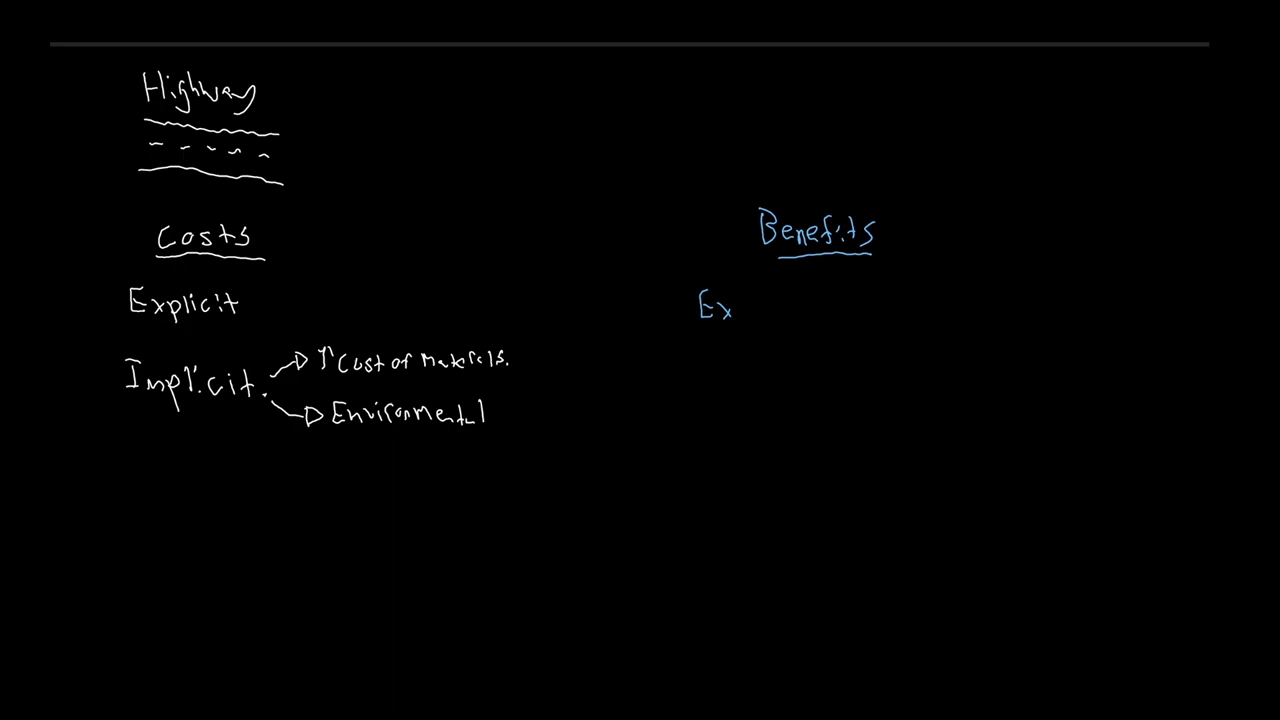 Highway
Costs
Benefits
Explicit
Ex
Implicit
↑ Cost of Materials.
Environmental